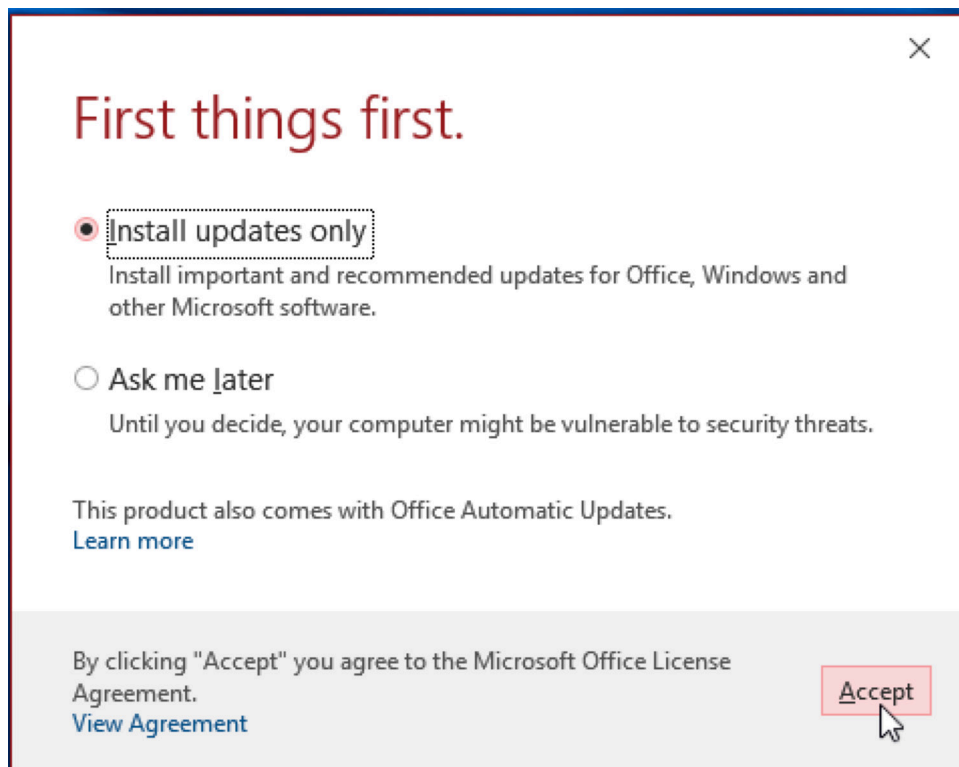 First things first.
Install updates only
Install important and recommended updates for Office, Windows and
other Microsoft software.
Ask me later
Until you decide, your computer might be vulnerable to security threats.
This product also comes with Office Automatic Updates.
Learn more
By clicking "Accept" you agree to the Microsoft Office License
Agreement.
View Agreement
Accept